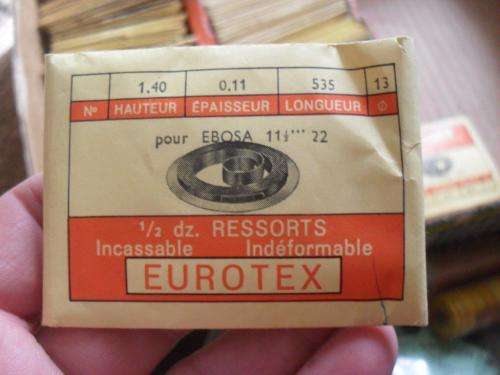 1.40 0.11 535 13
No HAUTEUR ÉPAISSEUR LONGUEUR Ø
pour EBOSA 11½''' 22
1/2 dz. RESSORTS
Incassable Indéformable
EUROTEX